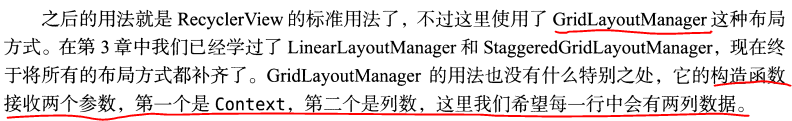 之后的用法就是 RecyclerView 的标准用法了，不过这里使用了 GridLayoutManager 这种布局
方式。在第 3 章中我们已经学过了 LinearLayoutManager 和 StaggeredGridLayoutManager，现在终
于将所有的布局方式都补齐了。GridLayoutManager 的用法也没有什么特别之处，它的构造函数
接收两个参数，第一个是 Context，第二个是列数，这里我们希望每一行中会有两列数据。